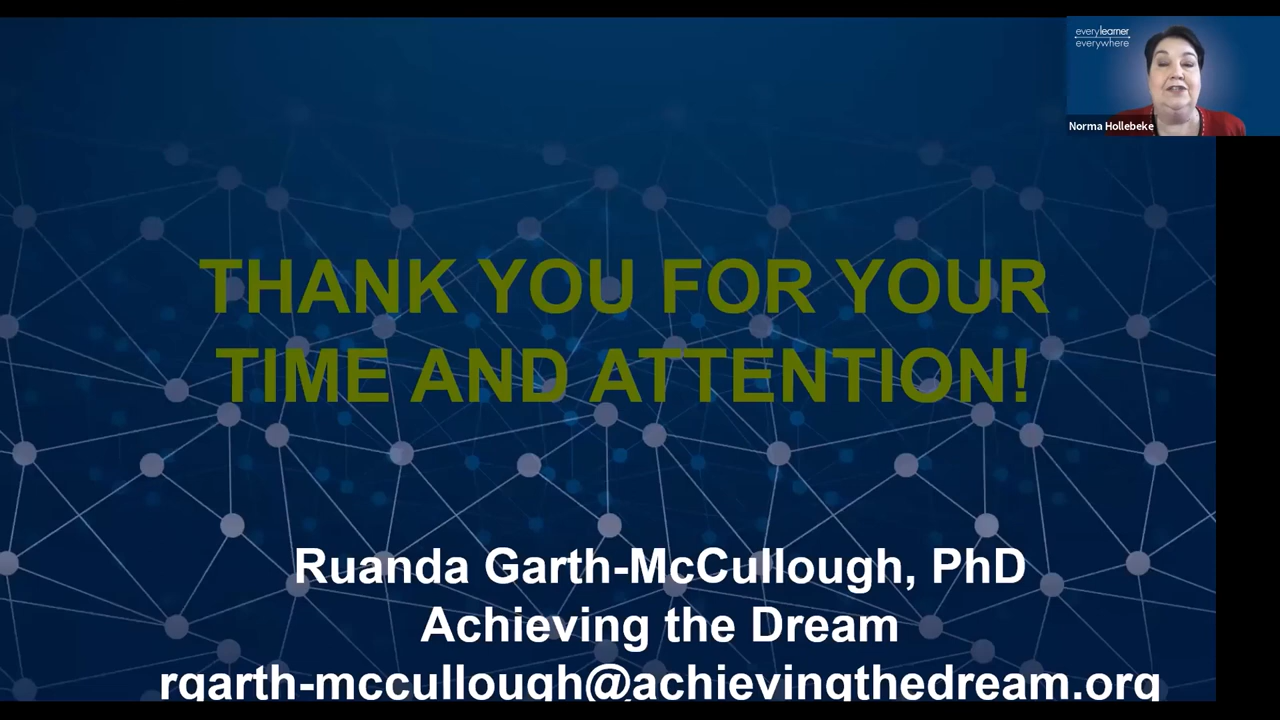 everylearner
everywhere
Norma Hollebeke
THANK YOU FOR YOUR
TIME AND ATTENTION!
Ruanda Garth-McCullough, PhD
Achieving the Dream
rgarth-mccullough@achievingthedream.org